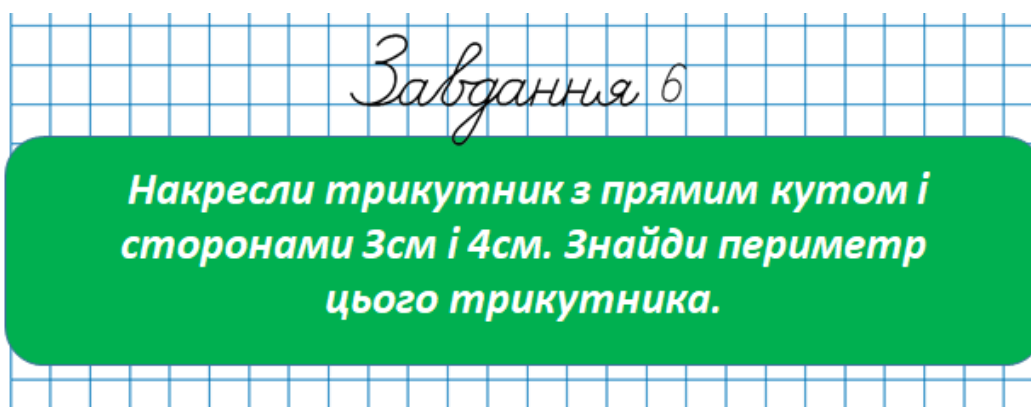 Завдання 6
Накресли трикутник з прямим кутом і
сторонами 3см і 4см. Знайди периметр
цього трикутника.